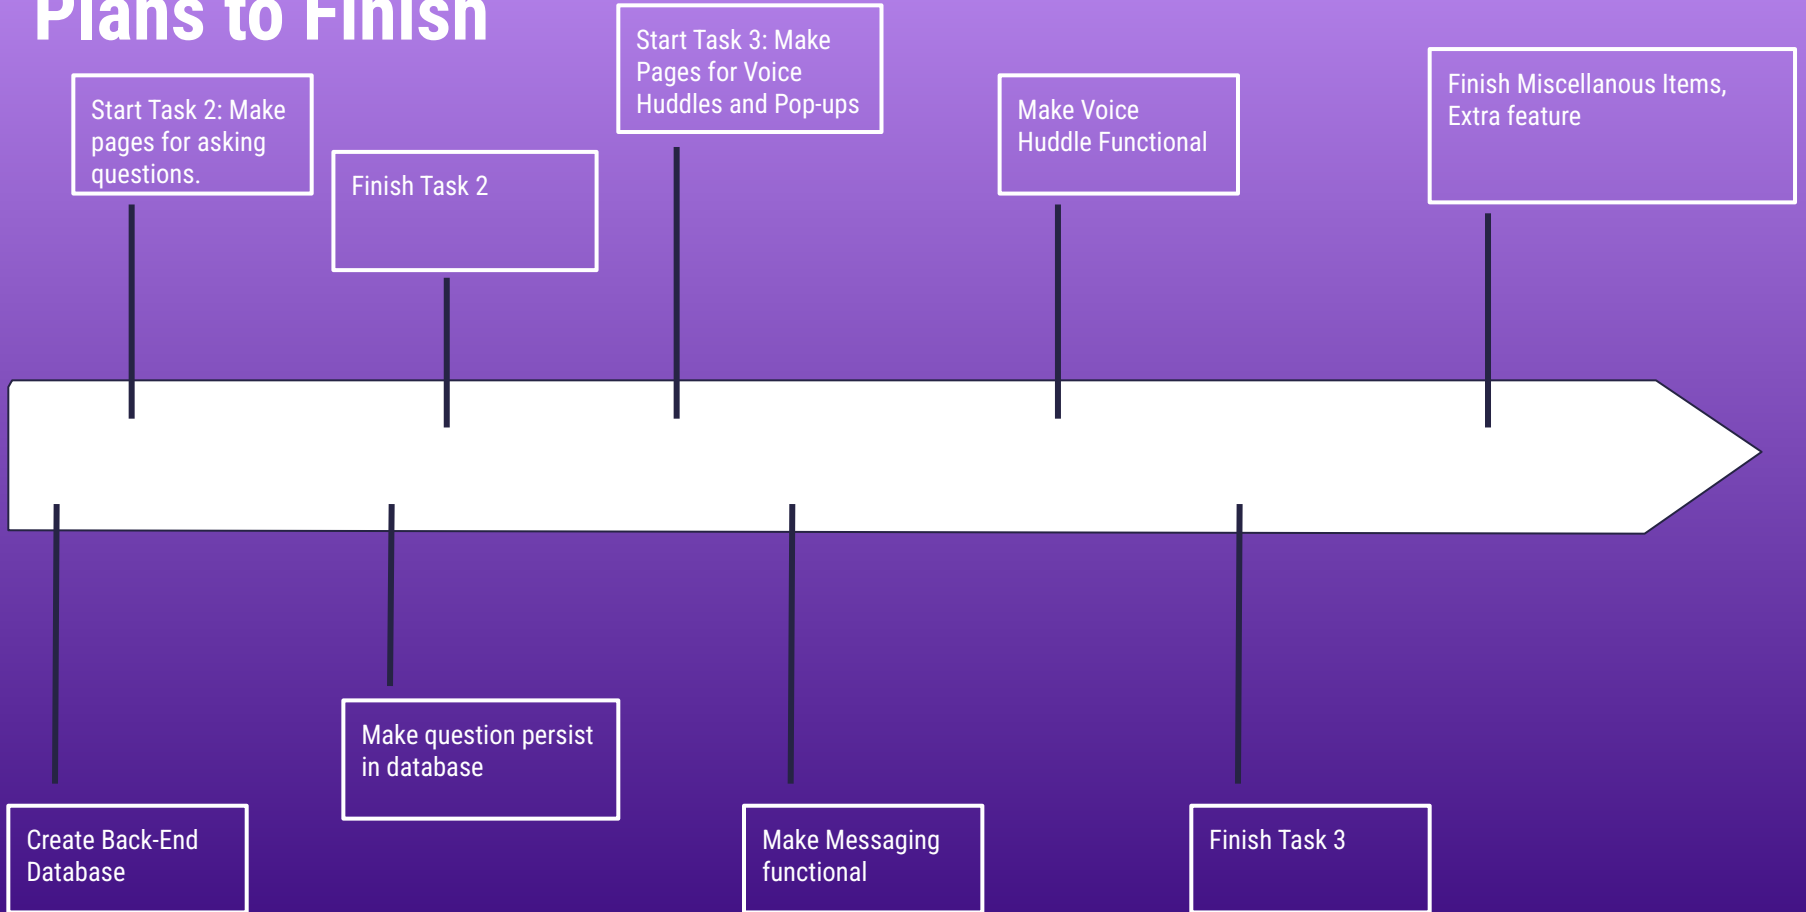 Plans to Finish
Start Task 2: Make
pages for asking
questions.
Finish Task 2
Start Task 3: Make
Pages for Voice
Huddles and Pop-ups
Make Voice
Huddle Functional
Finish Miscellanous Items,
Extra feature
Create Back-End
Database
Make question persist
in database
Make Messaging
functional
Finish Task 3